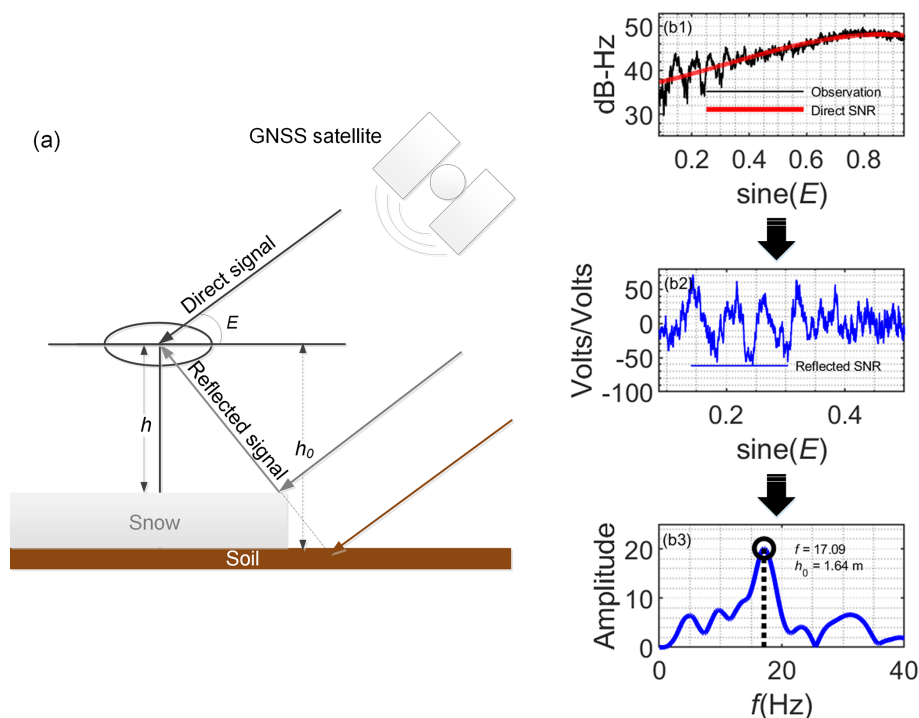 (a)
GNSS satellite
Direct signal
E
Reflected signal
h
h0
Snow
Soil
(b1)
50
40
30
dB-Hz
Observation
Direct SNR
0.2 0.4 0.6 0.8
sine(E)
(b2)
50
0
-50
-100
Volts/Volts
Reflected SNR
0.2 0.4
sine(E)
(b3)
20
10
0
Amplitude
f = 17.09
h0 = 1.64 m
0 20 40
f(Hz)